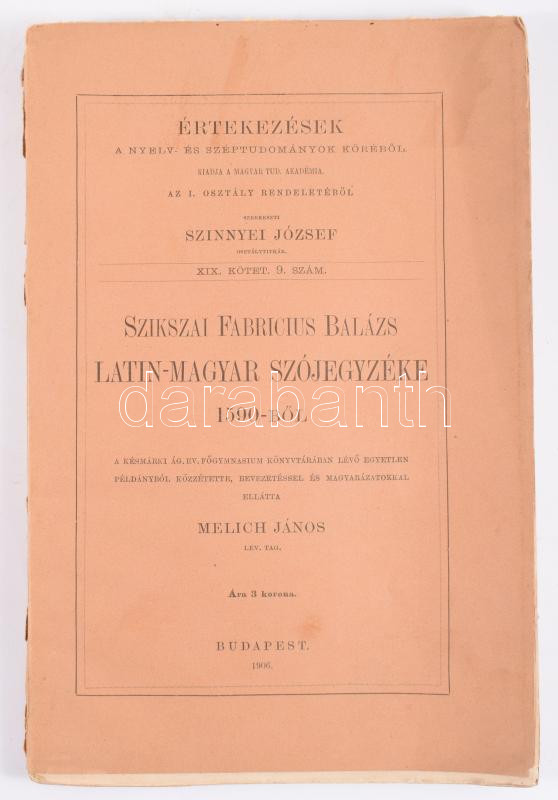 ÉRTEKEZÉSEK
A NYELV- ÉS SZÉPTUDOMÁNYOK KÖRÉBŐL.
KIADJA A MAGYAR TUD. AKADÉMIA.
AZ I. OSZTÁLY RENDELETÉBŐL
SZERKESZTI
SZINNYEI JÓZSEF
OSZTÁLYTITKÁR.
XIX. KÖTET. 9. SZÁM.
SZIKSZAI FABRICIUS BALÁZS
LATIN-MAGYAR SZÓJEGYZÉKE
1590-BŐL
darabanth
A KÉSMÁRKI ÁG. EV. FŐGYMNASIUM KÖNYVTÁRÁBAN LÉVŐ EGYETLEN
PÉLDÁNYBÓL KÖZZÉTETTE, BEVEZETÉSSEL ÉS MAGYARÁZATOKKAL
ELLÁTTA
MELICH JÁNOS
LEV. TAG.
Ára 3 korona.
BUDAPEST.
1906.